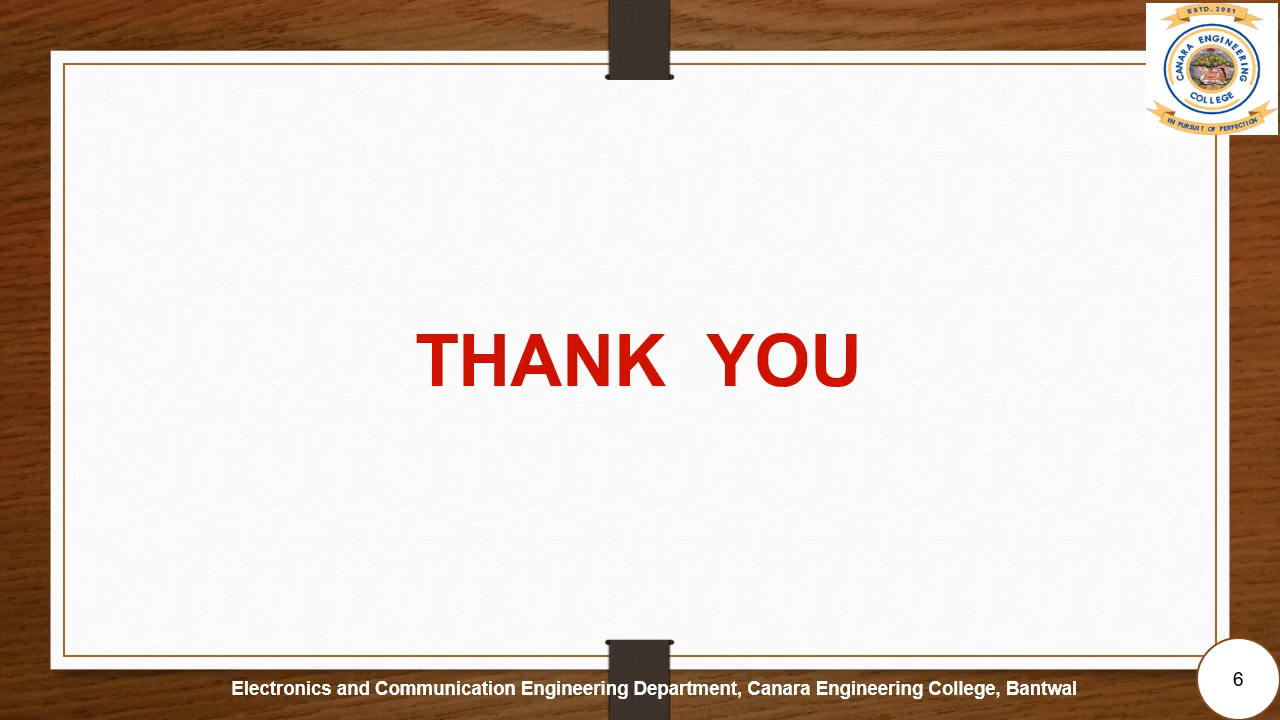 ESTD. 2001
CANARA ENGINEERING
COLLEGE
IN PURSUIT OF PERFECTION
THANK YOU
Electronics and Communication Engineering Department, Canara Engineering College, Bantwal
6